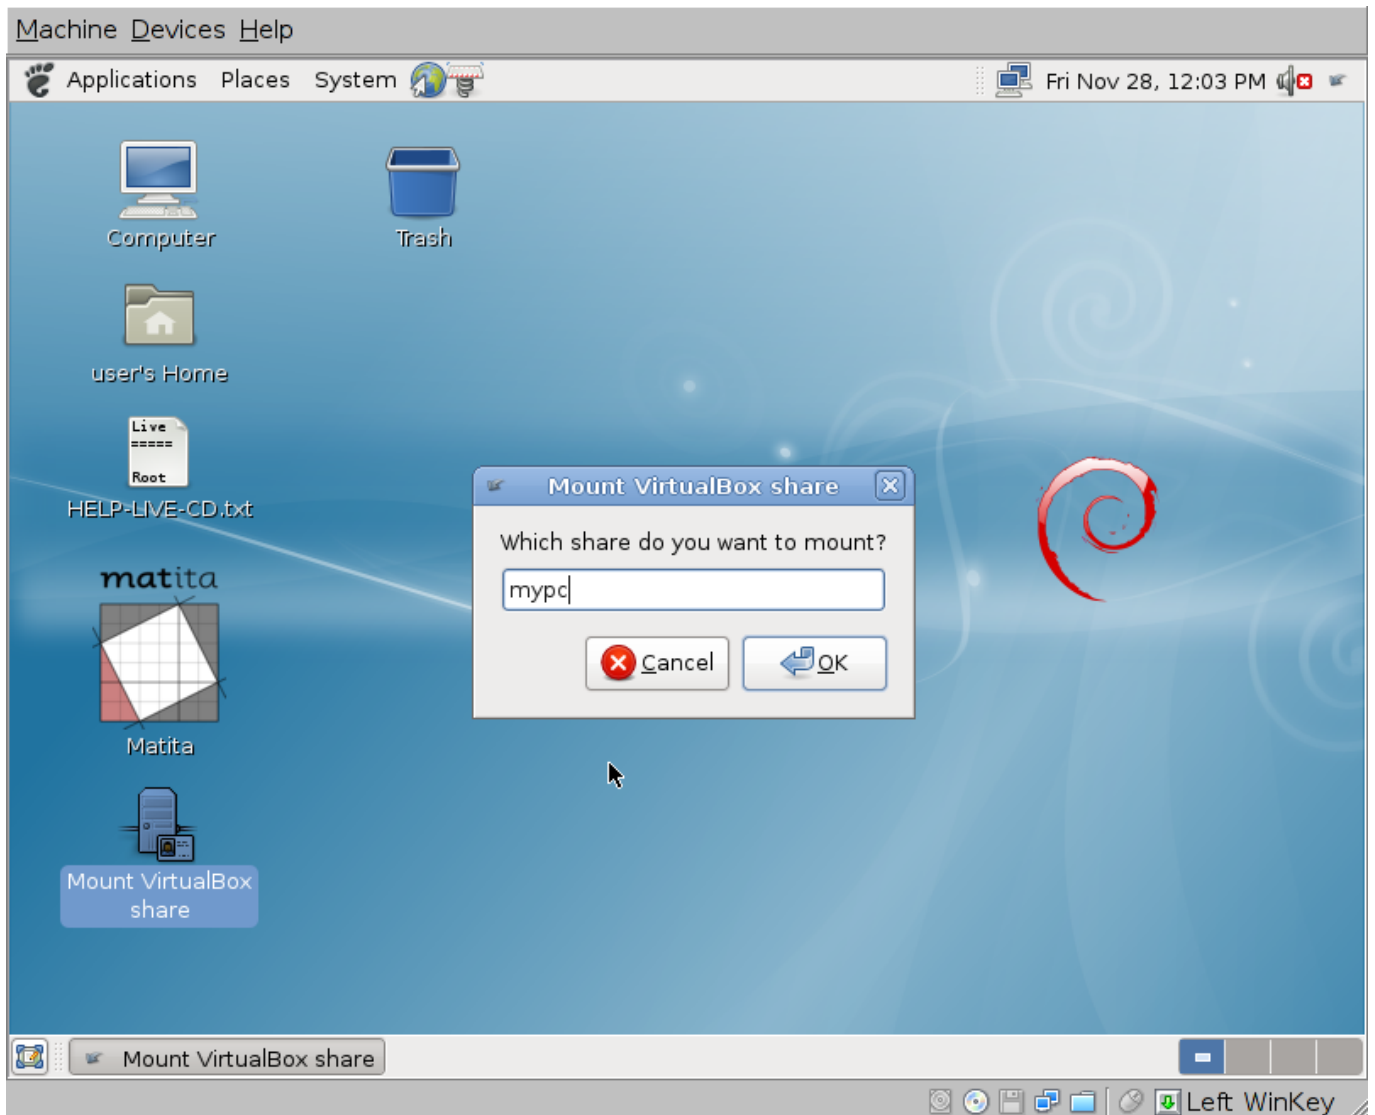 Machine Devices Help
Applications Places System Fri Nov 28, 12:03 PM
Computer
Trash
user's Home
Live
=====
Root
HELP-LIVE-CD.txt
matita
Matita
Mount VirtualBox
share
Mount VirtualBox share
Which share do you want to mount?
mypc
Cancel OK
Mount VirtualBox share
Left WinKey